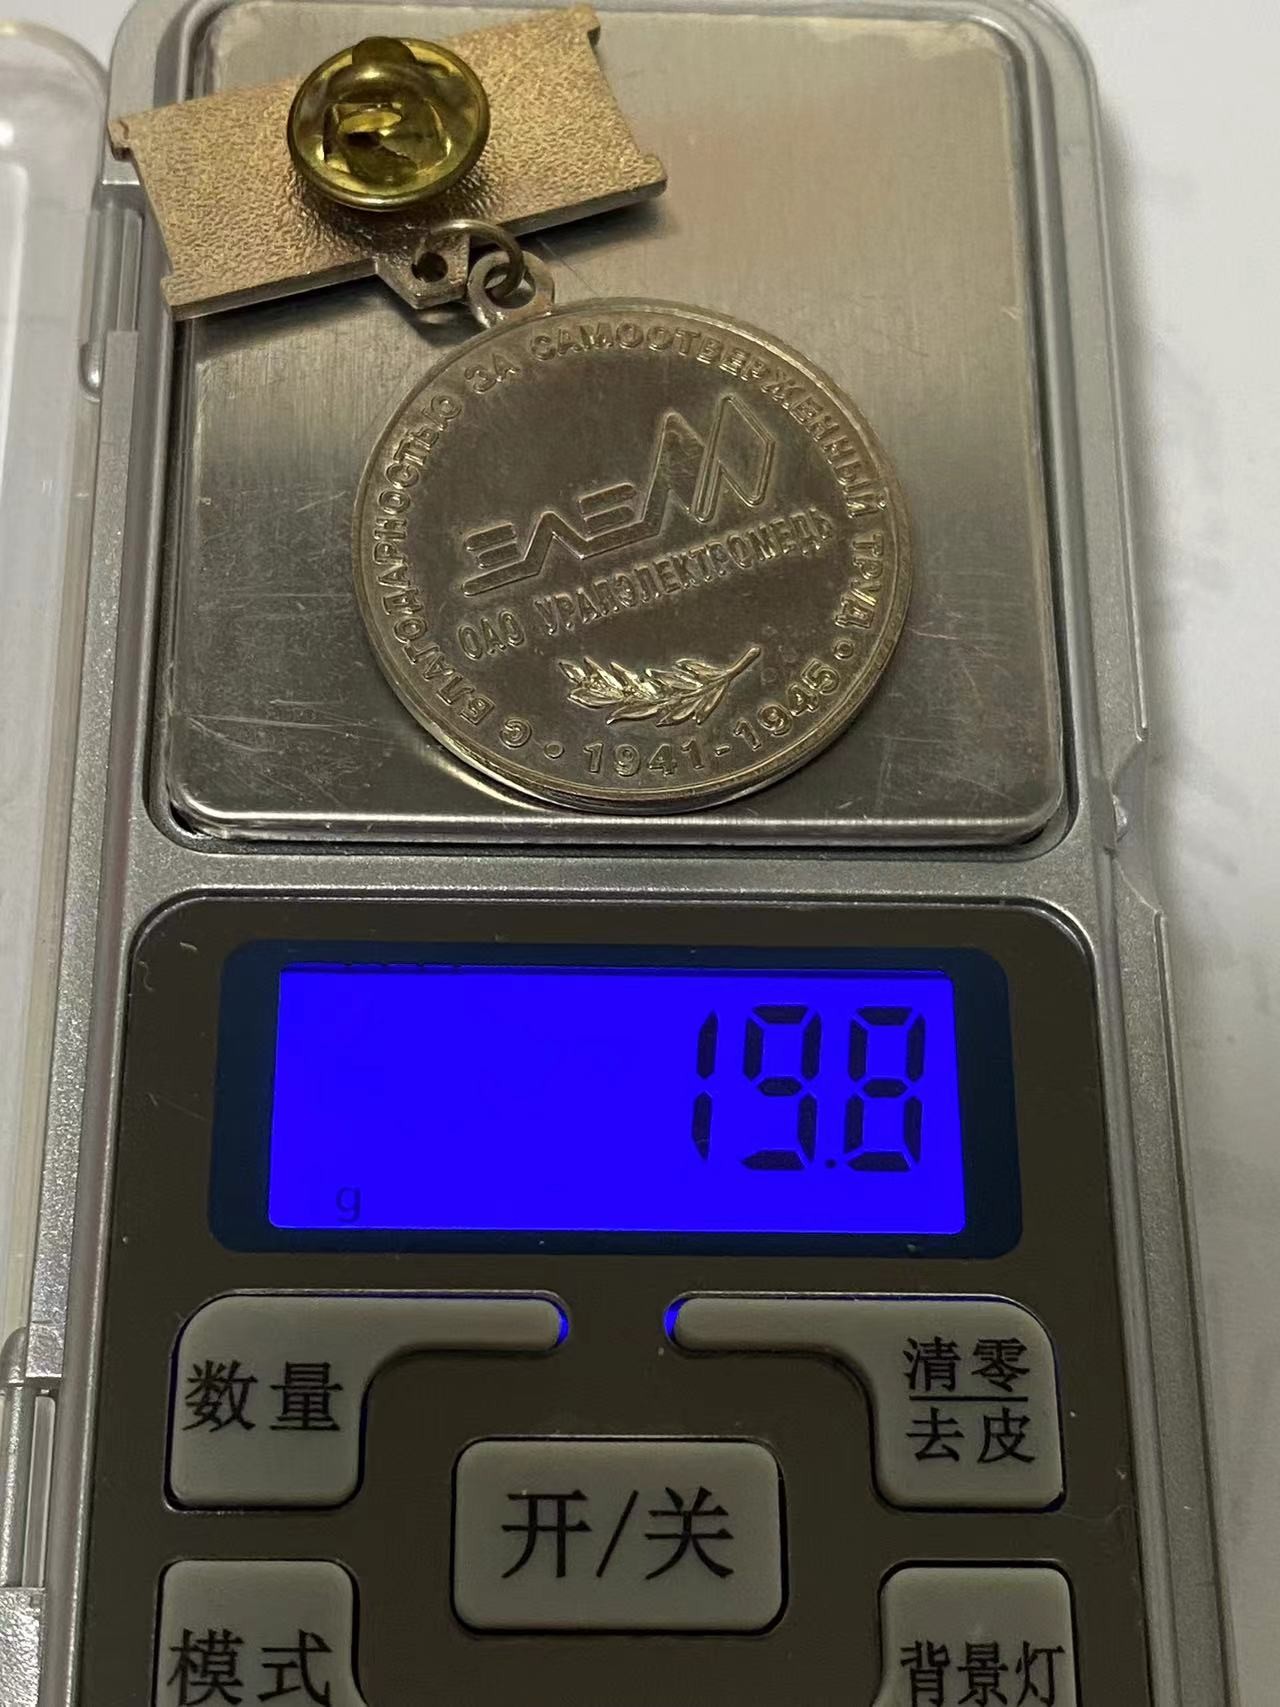 С БЛАГОДАРНОСТЬЮ ЗА САМООТВЕРЖЕННЫЙ ТРУД
ЕЛЕМ
ОАО УРАЛЭЛЕКТРОМЕДЬ
• 1941-1945 •
19.8
g
数量
清零
去皮
开/关
模式
背景灯